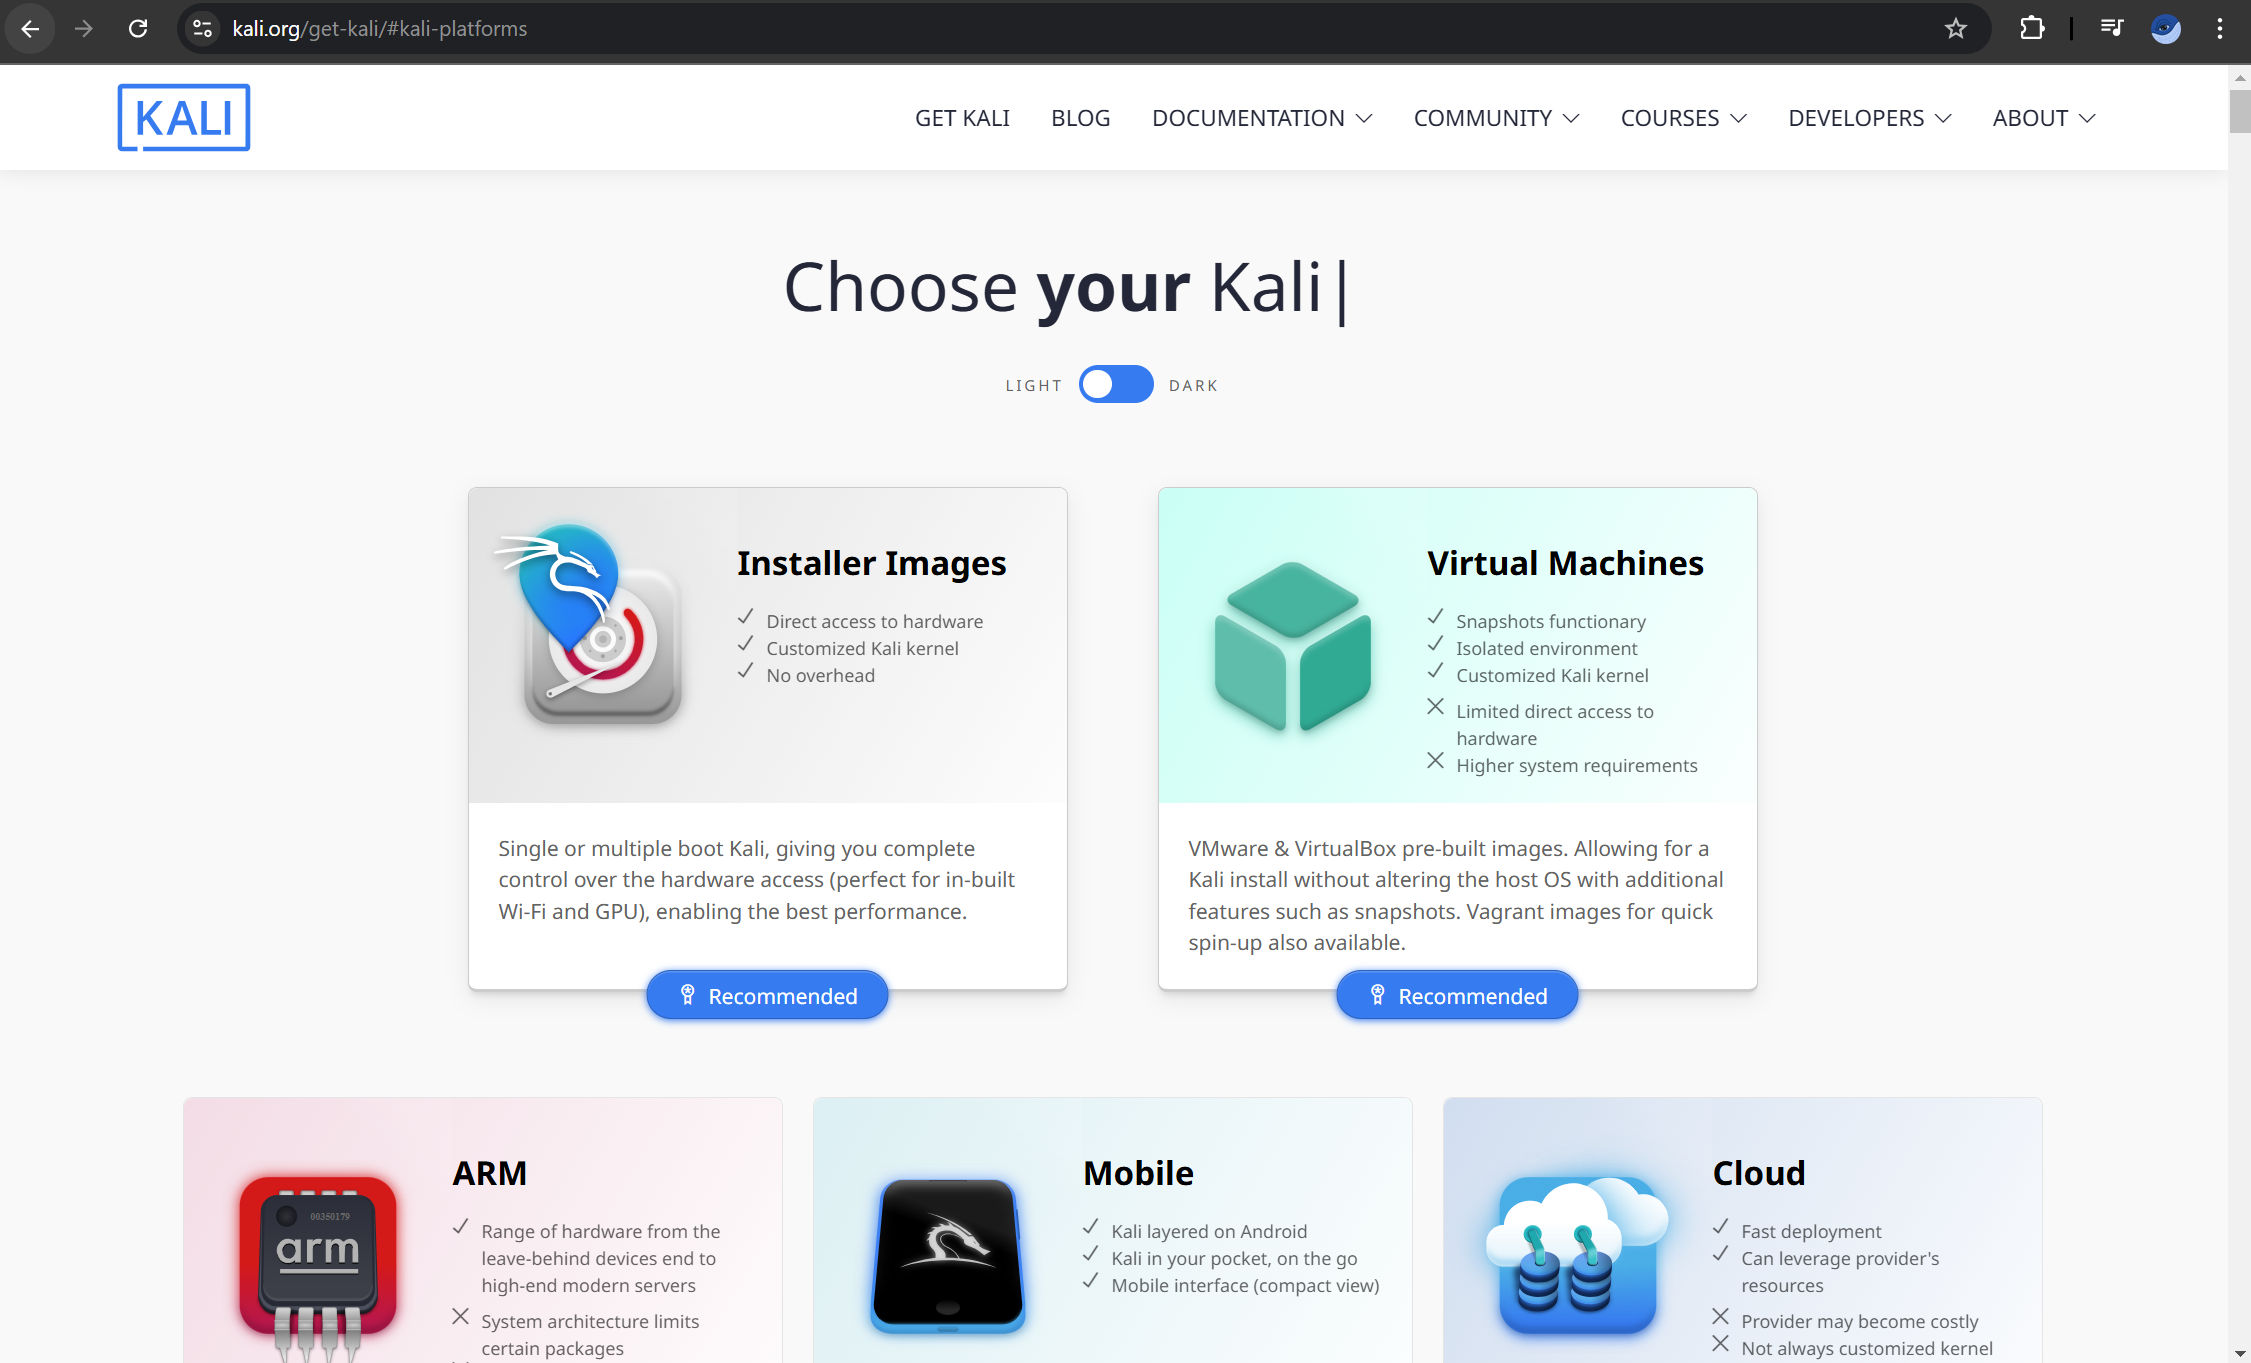 kali.org/get-kali/#kali-platforms
KALI
GET KALI
BLOG
DOCUMENTATION
COMMUNITY
COURSES
DEVELOPERS
ABOUT
Choose your Kali|
LIGHT
DARK
Installer Images
Direct access to hardware
Customized Kali kernel
No overhead
Single or multiple boot Kali, giving you complete
control over the hardware access (perfect for in-built
Wi-Fi and GPU), enabling the best performance.
Recommended
Virtual Machines
Snapshots functionary
Isolated environment
Customized Kali kernel
Limited direct access to
hardware
Higher system requirements
VMware & VirtualBox pre-built images. Allowing for a
Kali install without altering the host OS with additional
features such as snapshots. Vagrant images for quick
spin-up also available.
Recommended
00350179
arm
ARM
Range of hardware from the
leave-behind devices end to
high-end modern servers
System architecture limits
certain packages
Mobile
Kali layered on Android
Kali in your pocket, on the go
Mobile interface (compact view)
Cloud
Fast deployment
Can leverage provider's
resources
Provider may become costly
Not always customized kernel